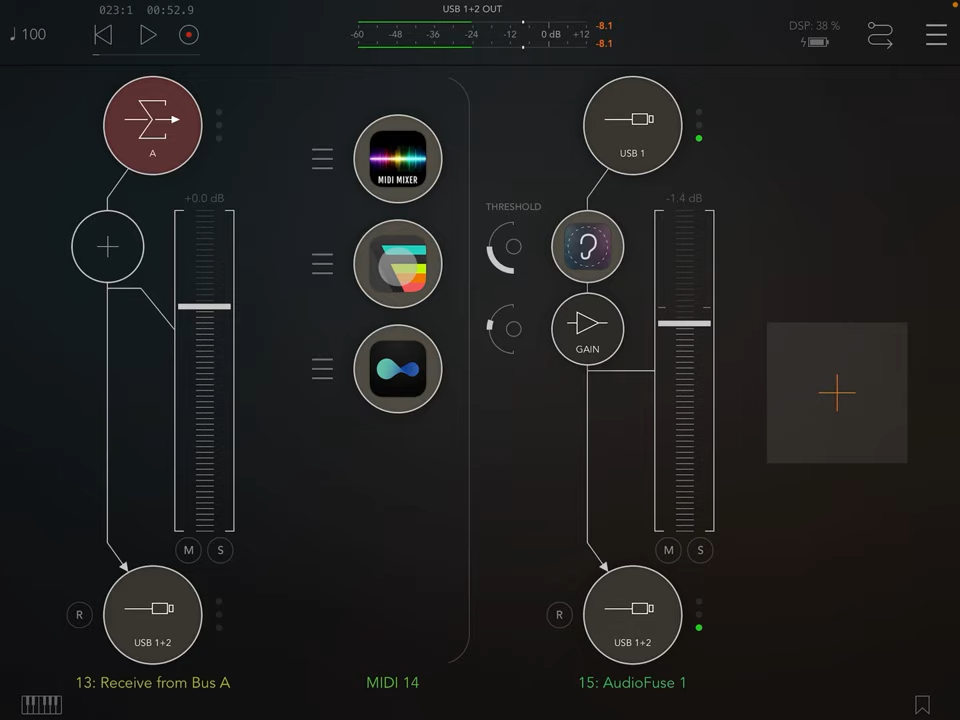 USB 1+2 OUT
023:1 00:52.9
100
-60 -48 -36 -24 -12 0 dB +12
-8.1
-8.1
DSP: 38 %
A
MIDI MIXER
USB 1
+0.0 dB
THRESHOLD
-1.4 dB
GAIN
M S
M S
R
USB 1+2
R
USB 1+2
13: Receive from Bus A
MIDI 14
15: AudioFuse 1